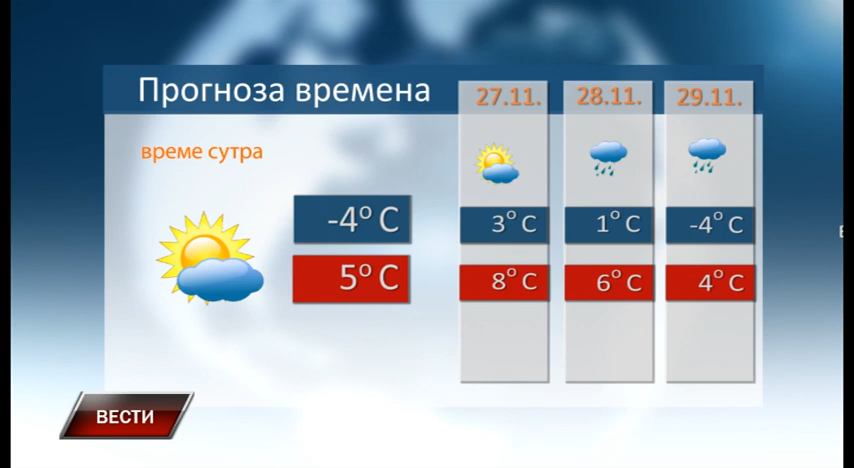 Прогноза времена
време сутра
-4° C
5° C
27.11.
3° C
8° C
28.11.
1° C
6° C
29.11.
-4° C
4° C
ВЕСТИ